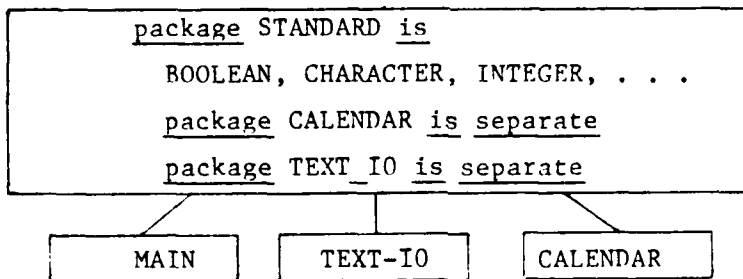 package STANDARD is
BOOLEAN, CHARACTER, INTEGER, . . .
package CALENDAR is separate
package TEXT_IO is separate
MAIN TEXT-IO CALENDAR